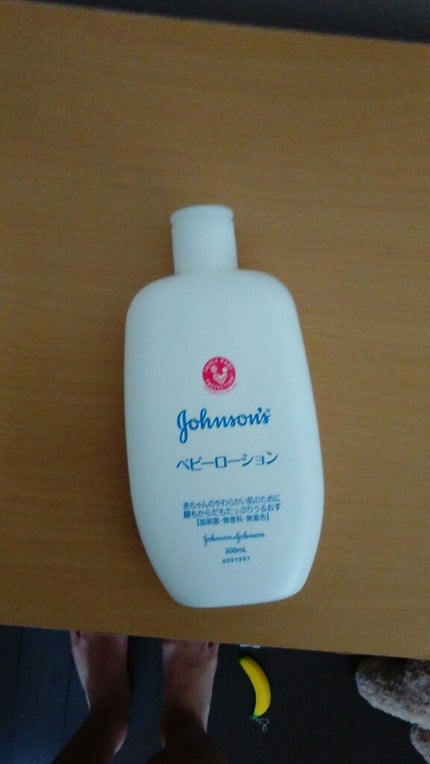 Johnson's
ベビーローション
赤ちゃんのやわらかい肌のために
顔もからだもたっぷりうるおす
【低刺激・無香料・無着色】
Johnson & Johnson
300mL
6091997